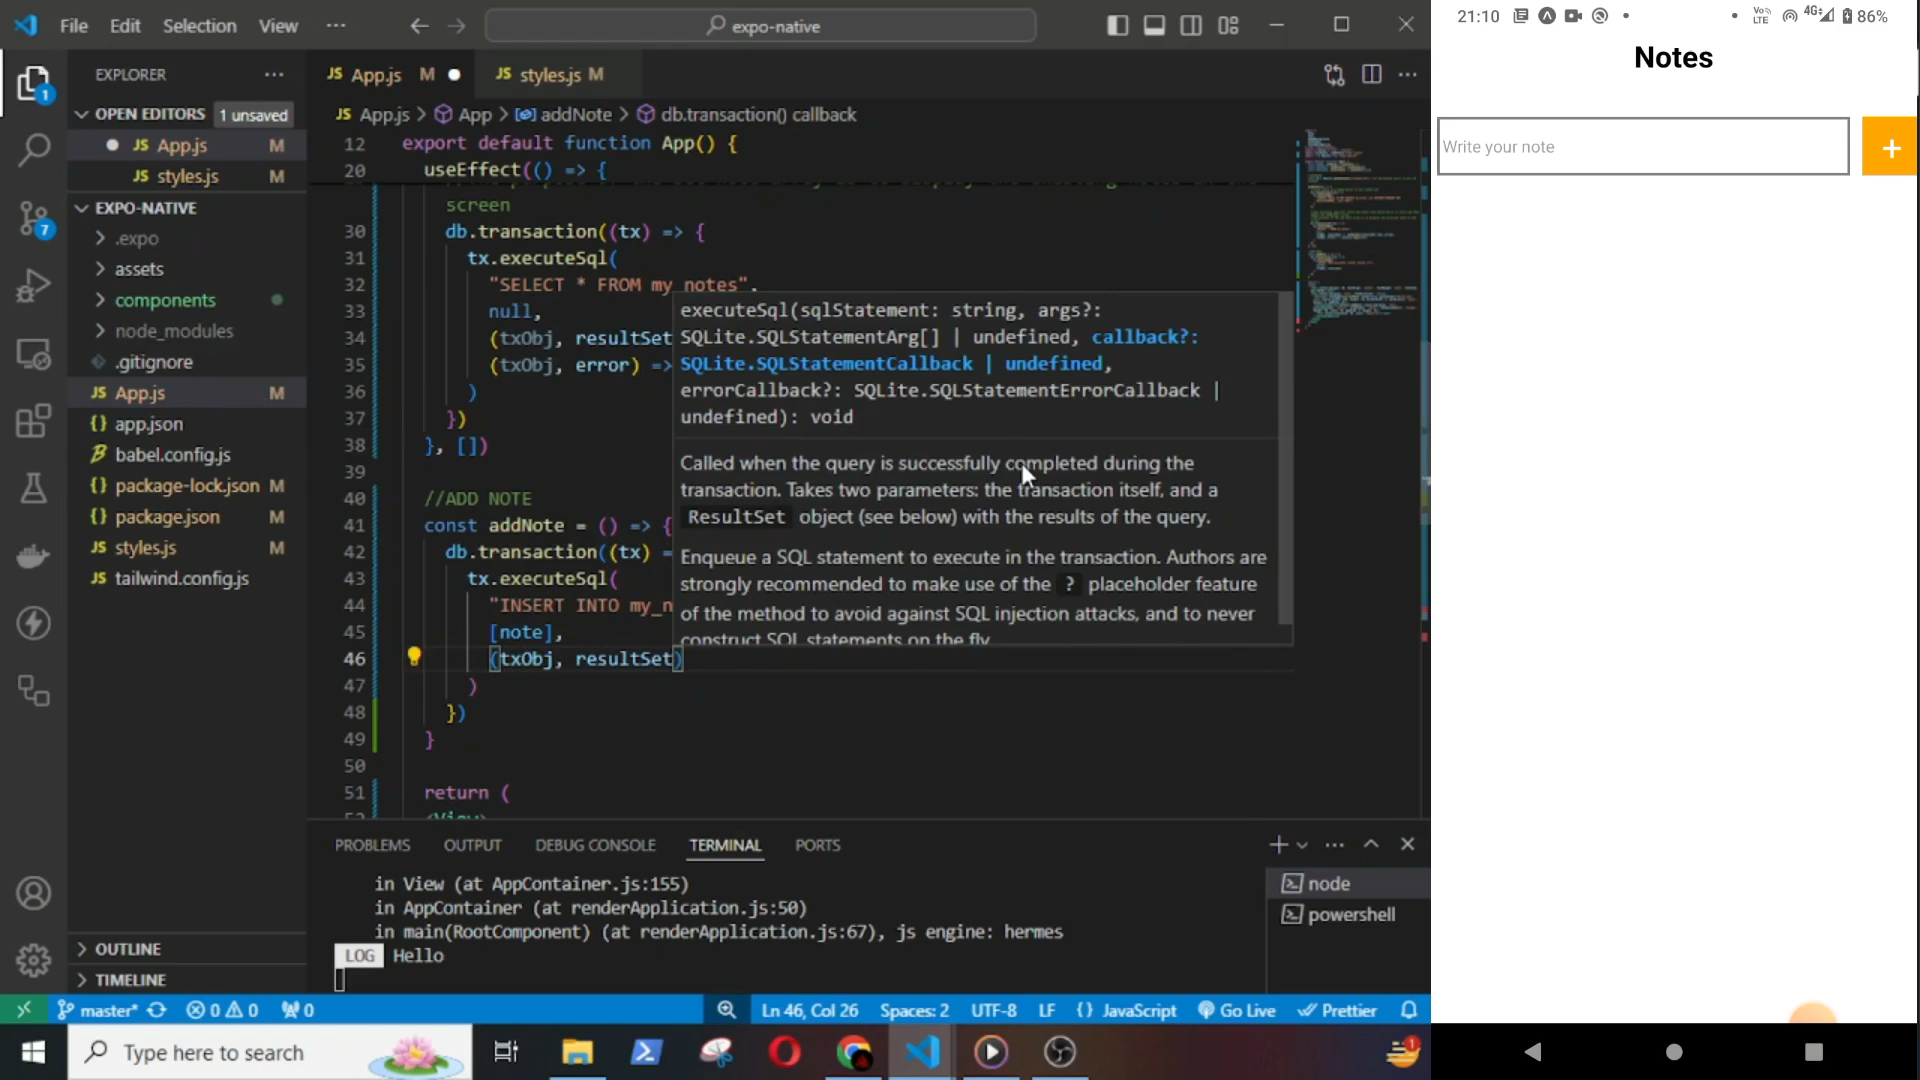 File Edit Selection View ··· expo-native
EXPLORER ···
OPEN EDITORS 1 unsaved
JS App.js M
JS styles.js M
EXPO-NATIVE
.expo
assets
components
node_modules
.gitignore
JS App.js M
{} app.json
babel.config.js
{} package-lock.json M
{} package.json M
JS styles.js M
JS tailwind.config.js
OUTLINE
TIMELINE
1
7
JS App.js M JS styles.js M
JS App.js > App > addNote > db.transaction() callback
12 export default function App() {
20 useEffect(() => {
screen
30 db.transaction((tx) => {
31 tx.executeSql(
32 "SELECT * FROM my_notes",
33 null,
34 (txObj, resultSet
35 (txObj, error) =>
36 )
37 })
38 }, [])
39
40 //ADD NOTE
41 const addNote = () => {
42 db.transaction((tx) =
43 tx.executeSql(
44 "INSERT INTO my_n
45 [note],
46 (txObj, resultSet)
47 )
48 })
49 }
50
51 return (
executeSql(sqlStatement: string, args?:
SQLite.SQLStatementArg[] | undefined, callback?:
SQLite.SQLStatementCallback | undefined,
errorCallback?: SQLite.SQLStatementErrorCallback |
undefined): void
Called when the query is successfully completed during the
transaction. Takes two parameters: the transaction itself, and a
ResultSet object (see below) with the results of the query.
Enqueue a SQL statement to execute in the transaction. Authors are
strongly recommended to make use of the ? placeholder feature
of the method to avoid against SQL injection attacks, and to never
construct SQL statements on the fly
PROBLEMS OUTPUT DEBUG CONSOLE TERMINAL PORTS
in View (at AppContainer.js:155)
in AppContainer (at renderApplication.js:50)
in main(RootComponent) (at renderApplication.js:67), js engine: hermes
LOG Hello
node
powershell
master* 0 0 0 Ln 46, Col 26 Spaces: 2 UTF-8 LF {} JavaScript Go Live Prettier
Type here to search
1
21:10 Vo) LTE 4G 86%
Notes
Write your note
+